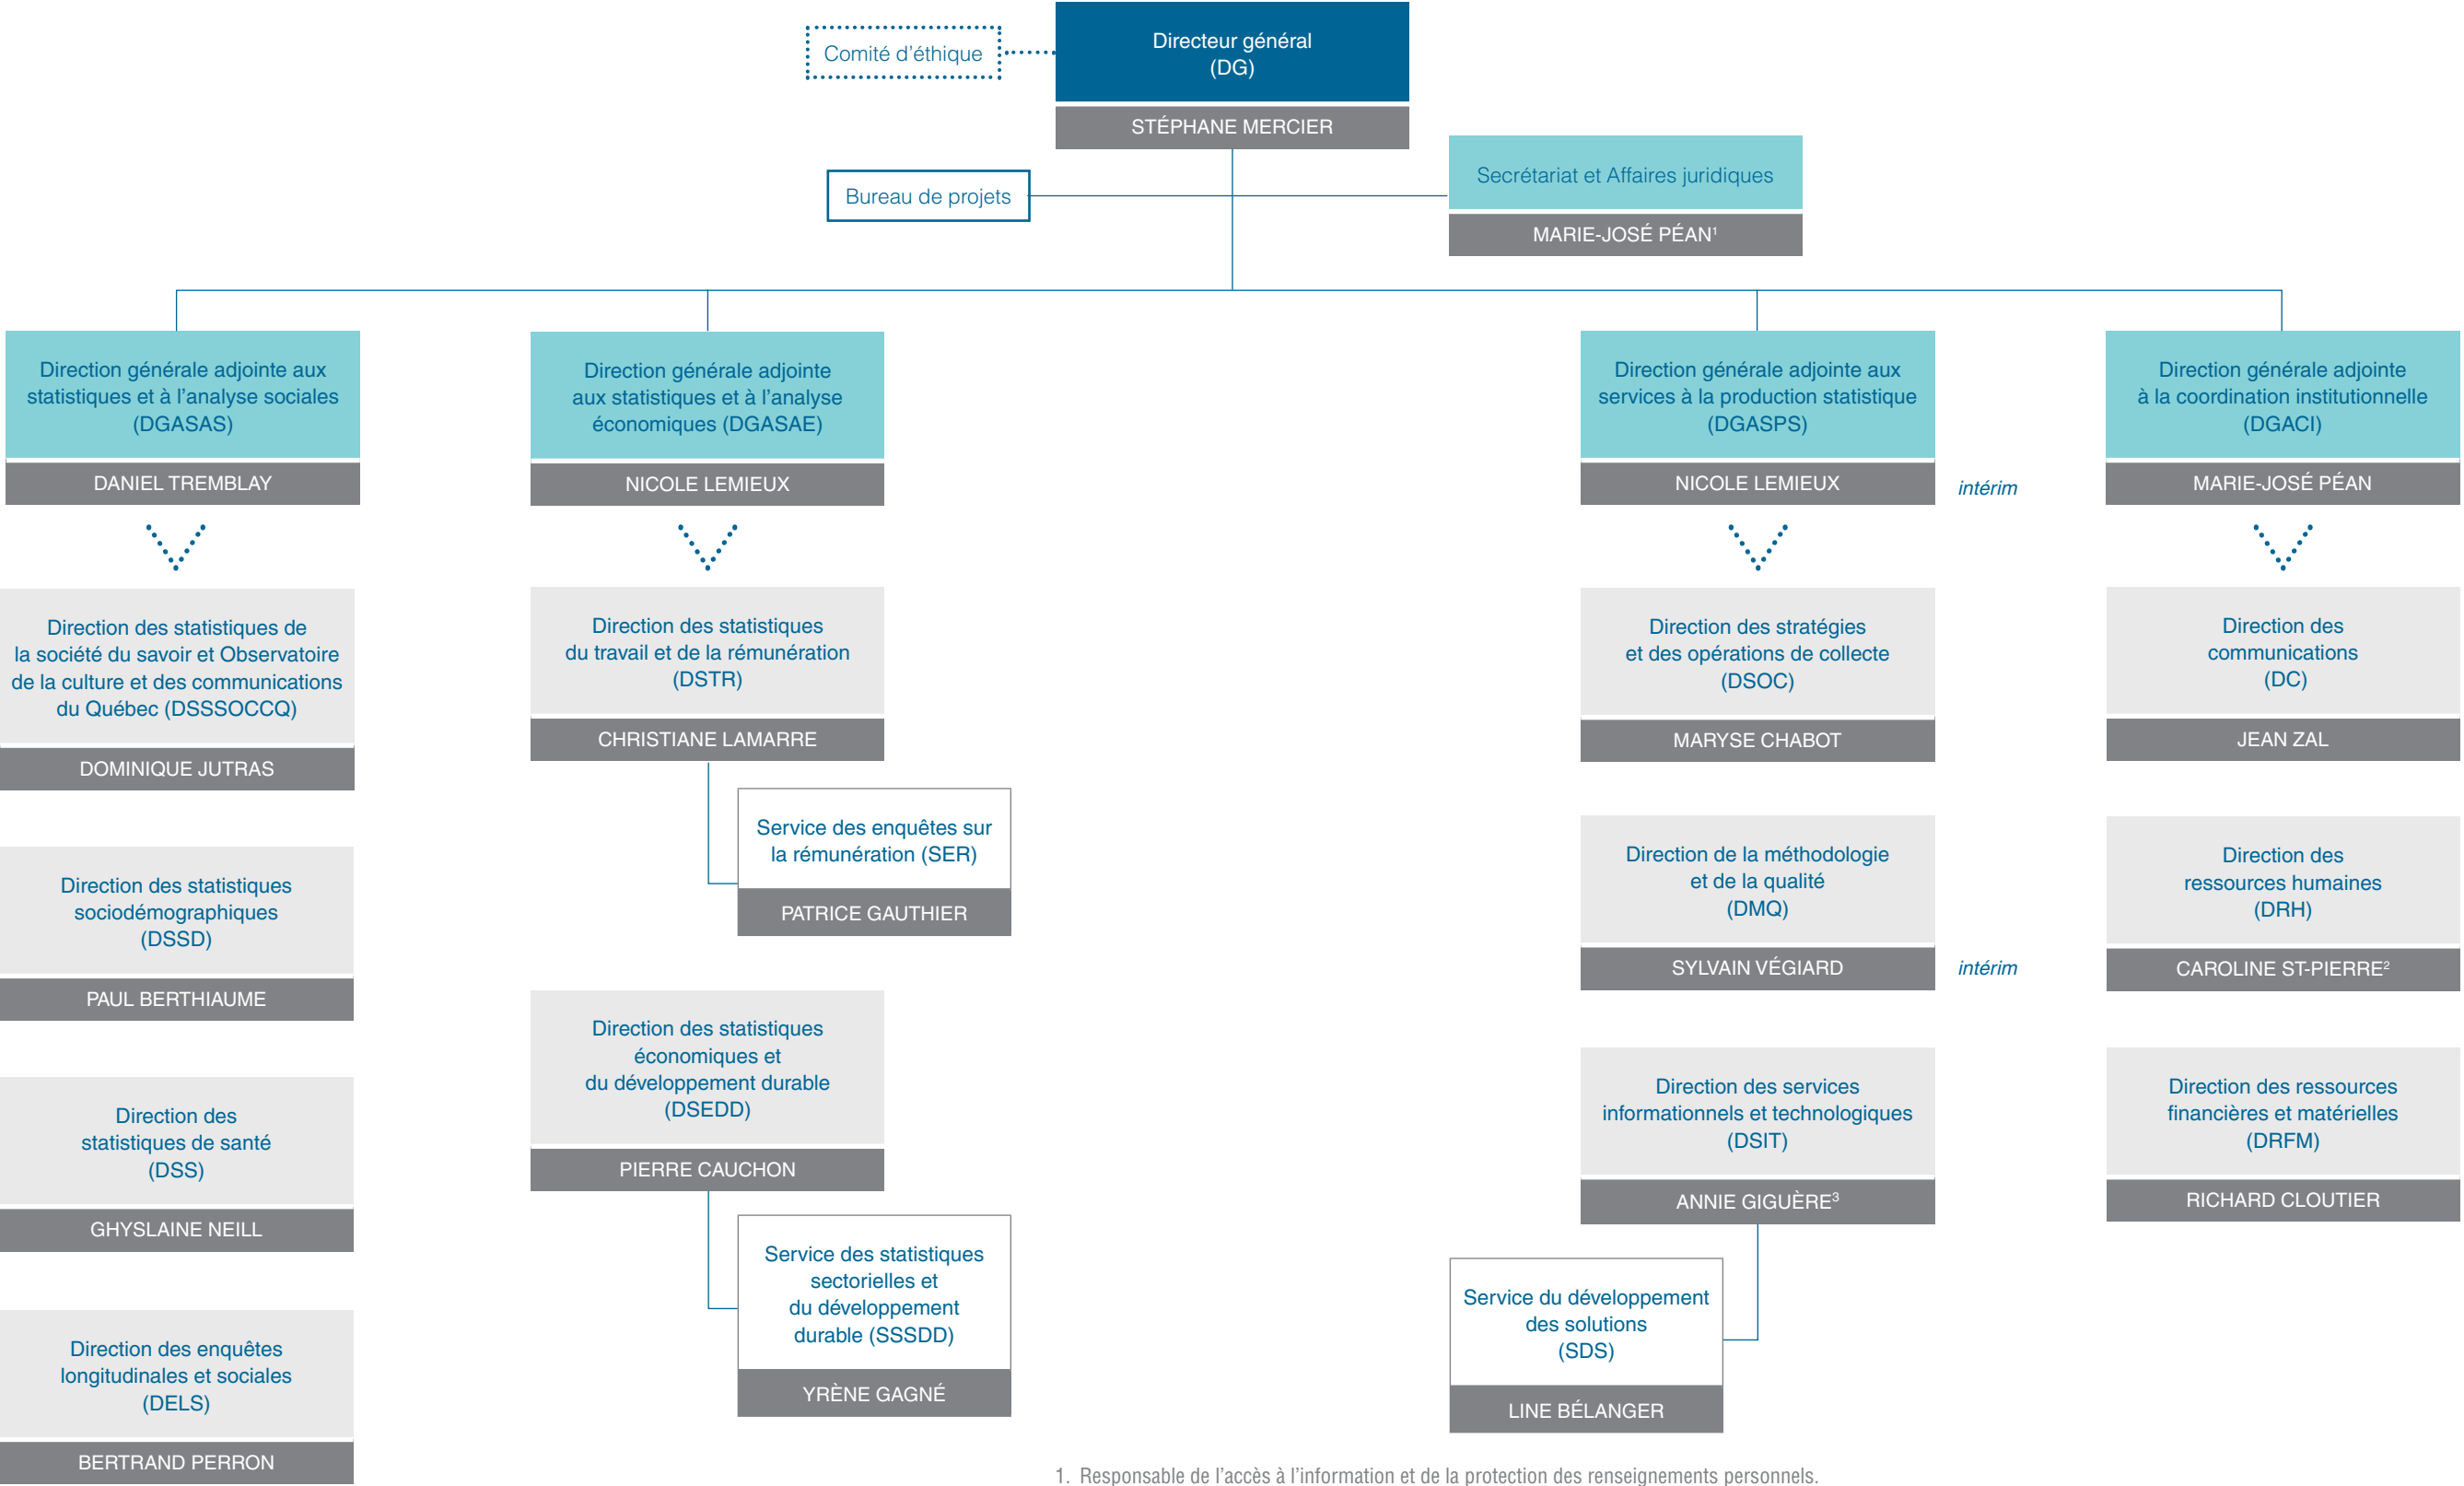 Comité d'éthique
Directeur général
(DG)
STÉPHANE MERCIER
Bureau de projets
Secrétariat et Affaires juridiques
MARIE-JOSÉ PÉAN¹
Direction générale adjointe aux
statistiques et à l'analyse sociales
(DGASAS)
DANIEL TREMBLAY
Direction générale adjointe
aux statistiques et à l'analyse
économiques (DGASAE)
NICOLE LEMIEUX
Direction générale adjointe aux
services à la production statistique
(DGASPS)
NICOLE LEMIEUX
intérim
Direction générale adjointe
à la coordination institutionnelle
(DGACI)
MARIE-JOSÉ PÉAN
Direction des statistiques de
la société du savoir et Observatoire
de la culture et des communications
du Québec (DSSSOCCQ)
DOMINIQUE JUTRAS
Direction des statistiques
sociodémographiques
(DSSD)
PAUL BERTHIAUME
Direction des
statistiques de santé
(DSS)
GHYSLAINE NEILL
Direction des enquêtes
longitudinales et sociales
(DELS)
BERTRAND PERRON
Direction des statistiques
du travail et de la rémunération
(DSTR)
CHRISTIANE LAMARRE
Service des enquêtes sur
la rémunération (SER)
PATRICE GAUTHIER
Direction des statistiques
économiques et
du développement durable
(DSEDD)
PIERRE CAUCHON
Service des statistiques
sectorielles et
du développement
durable (SSSDD)
YRÈNE GAGNÉ
Direction des stratégies
et des opérations de collecte
(DSOC)
MARYSE CHABOT
Direction de la méthodologie
et de la qualité
(DMQ)
SYLVAIN VÉGIARD
intérim
Direction des services
informationnels et technologiques
(DSIT)
ANNIE GIGUÈRE³
Service du développement
des solutions
(SDS)
LINE BÉLANGER
Direction des
communications
(DC)
JEAN ZAL
Direction des
ressources humaines
(DRH)
CAROLINE ST-PIERRE²
Direction des ressources
financières et matérielles
(DRFM)
RICHARD CLOUTIER
1. Responsable de l'accès à l'information et de la protection des renseignements personnels.